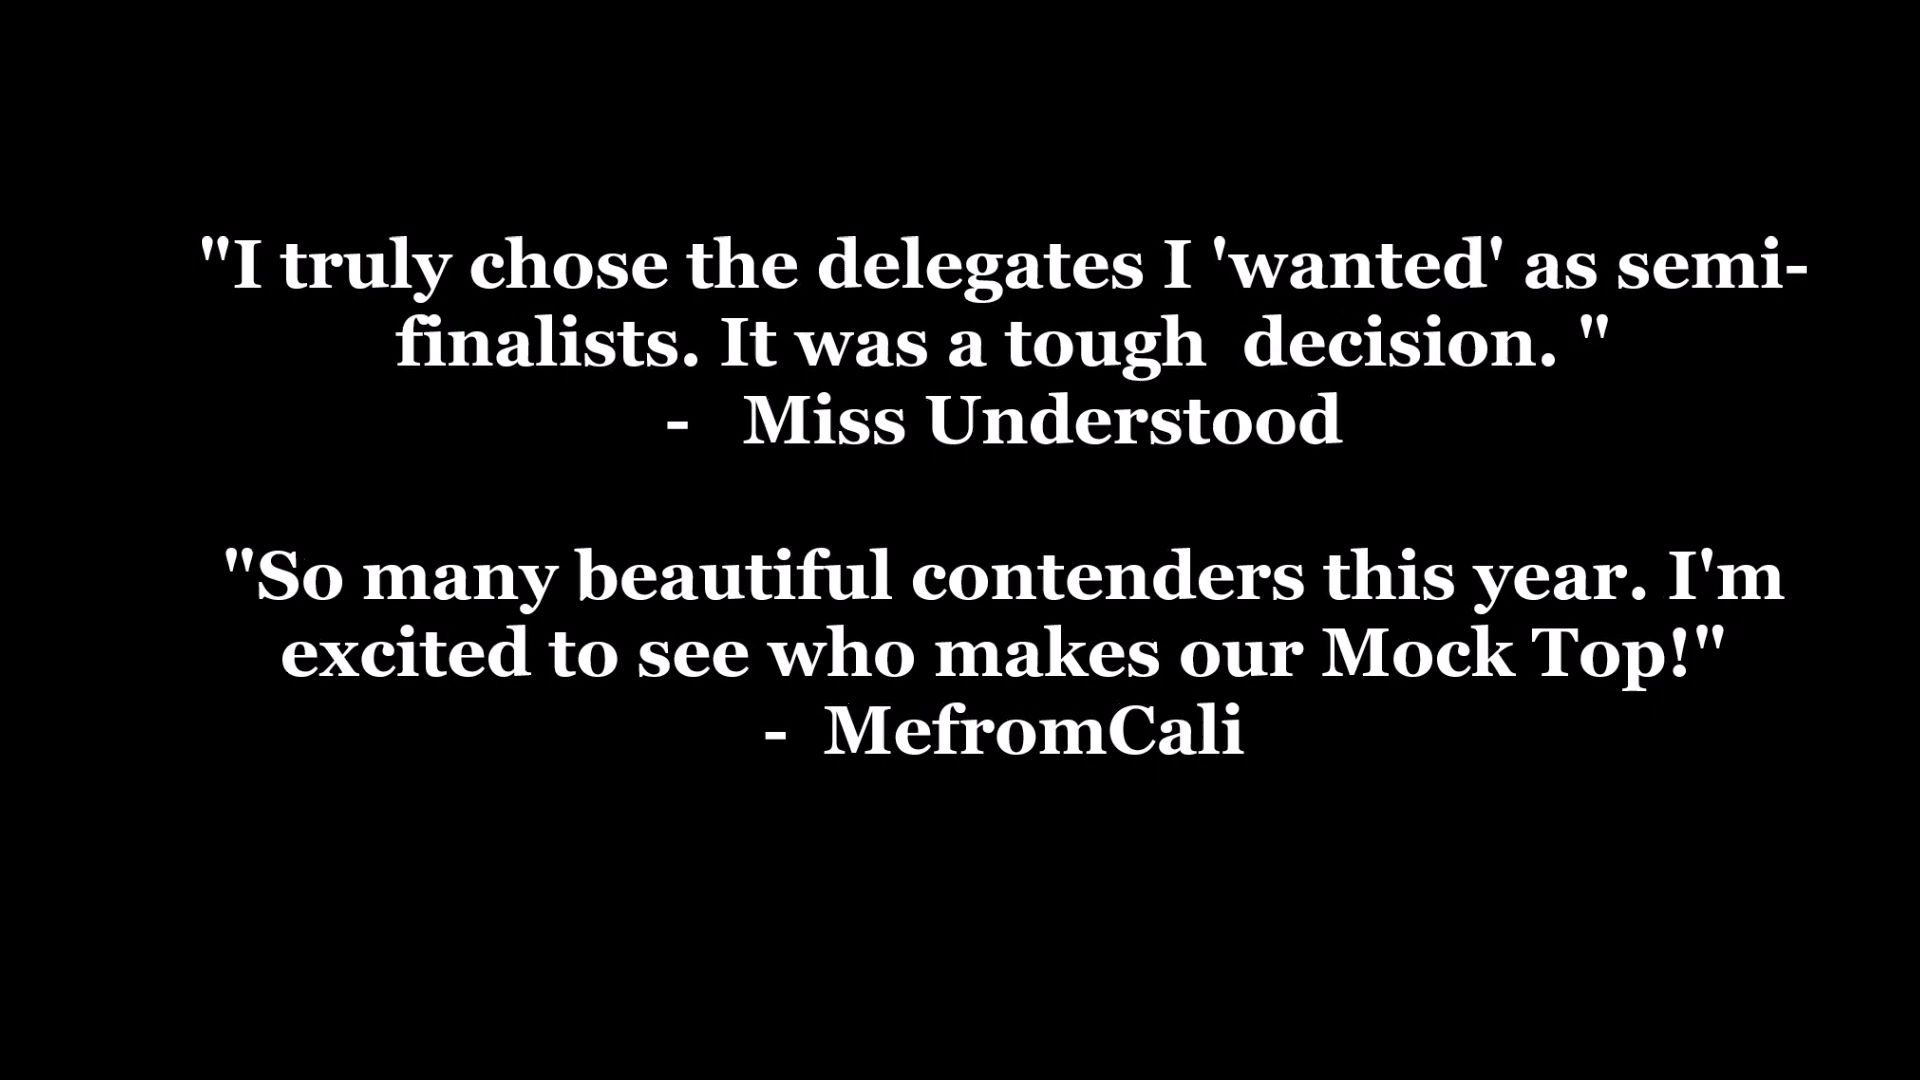 "I truly chose the delegates I 'wanted' as semi-
finalists. It was a tough  decision. "
-   Miss Understood
"So many beautiful contenders this year. I'm
excited to see who makes our Mock Top!"
-  MefromCali